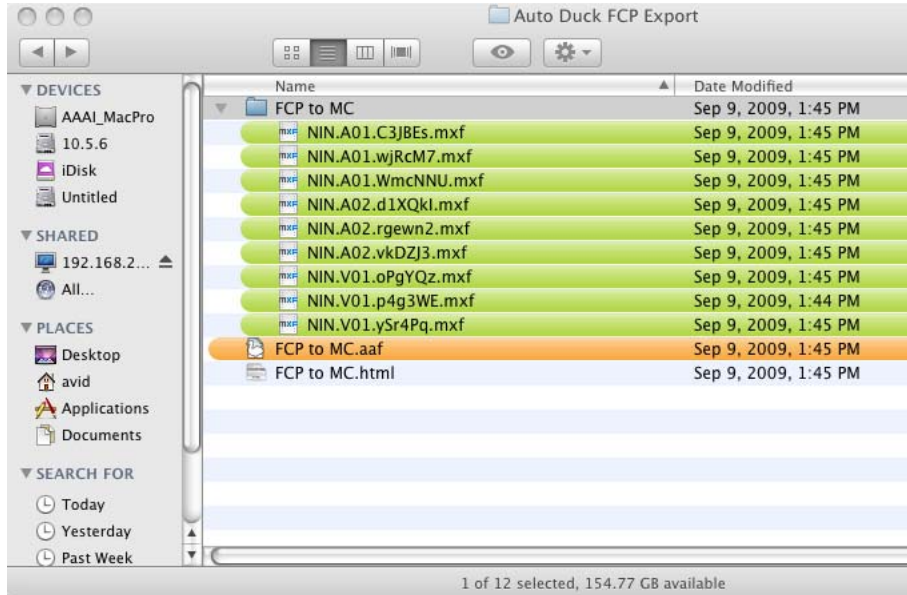 Auto Duck FCP Export
Name Date Modified
DEVICES
AAAI_MacPro
10.5.6
iDisk
Untitled
SHARED
192.168.2...
All...
PLACES
Desktop
avid
Applications
Documents
SEARCH FOR
Today
Yesterday
Past Week
FCP to MC Sep 9, 2009, 1:45 PM
NIN.A01.C3JBEs.mxf Sep 9, 2009, 1:45 PM
NIN.A01.wjRcM7.mxf Sep 9, 2009, 1:45 PM
NIN.A01.WmcNNU.mxf Sep 9, 2009, 1:45 PM
NIN.A02.d1XQkI.mxf Sep 9, 2009, 1:45 PM
NIN.A02.rgewn2.mxf Sep 9, 2009, 1:45 PM
NIN.A02.vkDZJ3.mxf Sep 9, 2009, 1:45 PM
NIN.V01.oPgYQz.mxf Sep 9, 2009, 1:45 PM
NIN.V01.p4g3WE.mxf Sep 9, 2009, 1:44 PM
NIN.V01.ySr4Pq.mxf Sep 9, 2009, 1:45 PM
FCP to MC.aaf Sep 9, 2009, 1:45 PM
FCP to MC.html Sep 9, 2009, 1:45 PM
1 of 12 selected, 154.77 GB available